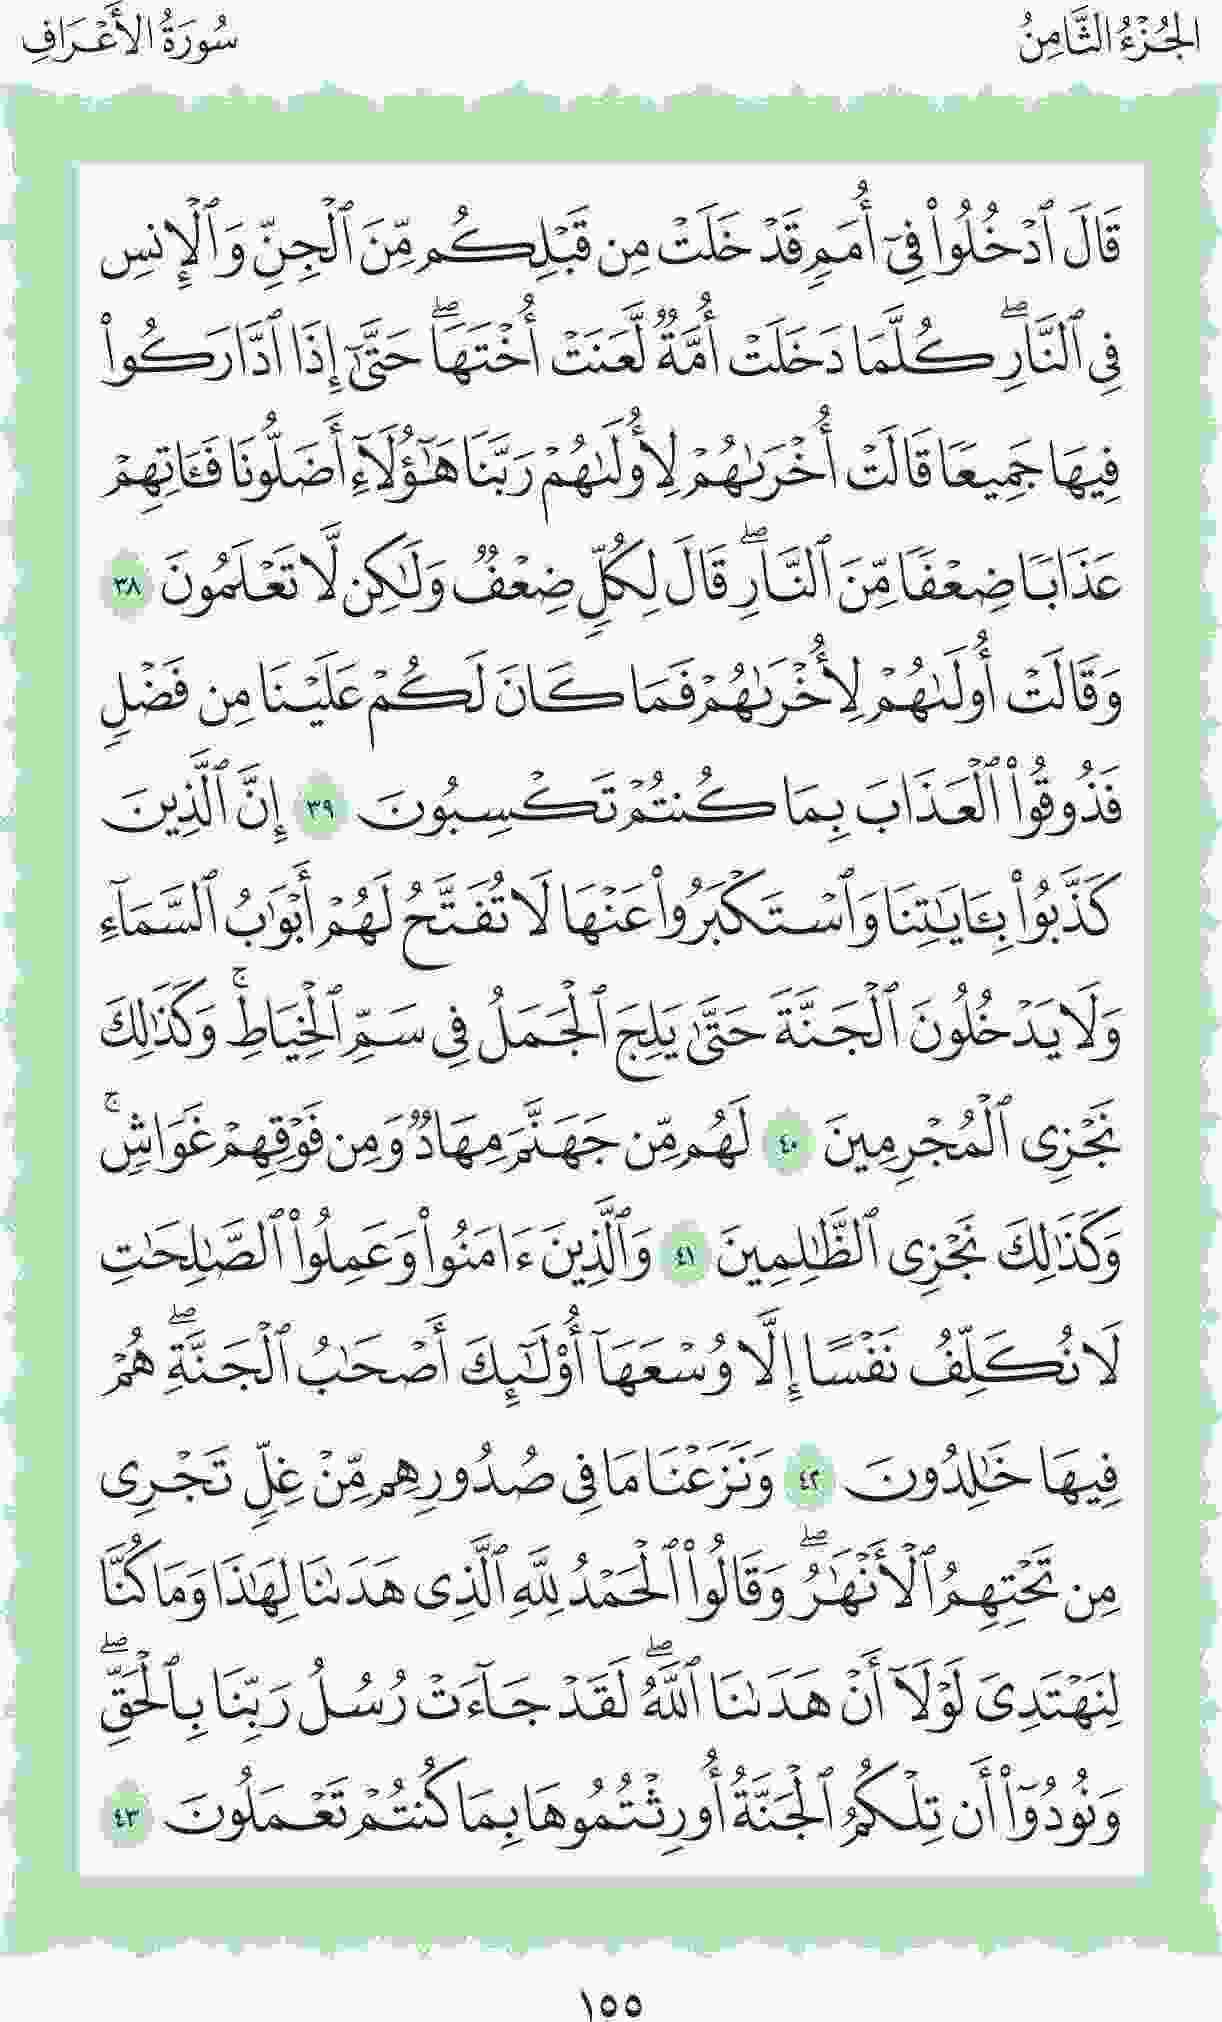 الجُزْءُ الثَّامِنُ
سُورَةُ الأَعْرَافِ
قَالَ ٱدْخُلُوا۟ فِىٓ أُمَمٍ قَدْ خَلَتْ مِن قَبْلِكُم مِّنَ ٱلْجِنِّ وَٱلْإِنسِ
فِى ٱلنَّارِۖ كُلَّمَا دَخَلَتْ أُمَّةٌ لَّعَنَتْ أُخْتَهَاۖ حَتَّىٰٓ إِذَا ٱدَّارَكُوا۟
فِيهَا جَمِيعًا قَالَتْ أُخْرَىٰهُمْ لِأُولَىٰهُمْ رَبَّنَا هَٰٓؤُلَآءِ أَضَلُّونَا فَـَٔاتِهِمْ
عَذَابًا ضِعْفًا مِّنَ ٱلنَّارِۖ قَالَ لِكُلٍّ ضِعْفٌ وَلَٰكِن لَّا تَعْلَمُونَ ٣٨
وَقَالَتْ أُولَىٰهُمْ لِأُخْرَىٰهُمْ فَمَا كَانَ لَكُمْ عَلَيْنَا مِن فَضْلٍ
فَذُوقُوا۟ ٱلْعَذَابَ بِمَا كُنتُمْ تَكْسِبُونَ ٣٩ إِنَّ ٱلَّذِينَ
كَذَّبُوا۟ بِـَٔايَٰتِنَا وَٱسْتَكْبَرُوا۟ عَنْهَا لَا تُفَتَّحُ لَهُمْ أَبْوَٰبُ ٱلسَّمَآءِ
وَلَا يَدْخُلُونَ ٱلْجَنَّةَ حَتَّىٰ يَلِجَ ٱلْجَمَلُ فِى سَمِّ ٱلْخِيَاطِۚ وَكَذَٰلِكَ
نَجْزِى ٱلْمُجْرِمِينَ ٤٠ لَهُم مِّن جَهَنَّمَ مِهَادٌ وَمِن فَوْقِهِمْ غَوَاشٍۚ
وَكَذَٰلِكَ نَجْزِى ٱلظَّٰلِمِينَ ٤١ وَٱلَّذِينَ ءَامَنُوا۟ وَعَمِلُوا۟ ٱلصَّٰلِحَٰتِ
لَا نُكَلِّفُ نَفْسًا إِلَّا وُسْعَهَآ أُو۟لَٰٓئِكَ أَصْحَٰبُ ٱلْجَنَّةِۖ هُمْ
فِيهَا خَٰلِدُونَ ٤٢ وَنَزَعْنَا مَا فِى صُدُورِهِم مِّنْ غِلٍّ تَجْرِى
مِن تَحْتِهِمُ ٱلْأَنْهَٰرُۖ وَقَالُوا۟ ٱلْحَمْدُ لِلَّهِ ٱلَّذِى هَدَىٰنَا لِهَٰذَا وَمَا كُنَّا
لِنَهْتَدِىَ لَوْلَآ أَنْ هَدَىٰنَا ٱللَّهُۖ لَقَدْ جَآءَتْ رُسُلُ رَبِّنَا بِٱلْحَقِّۖ
وَنُودُوٓا۟ أَن تِلْكُمُ ٱلْجَنَّةُ أُورِثْتُمُوهَا بِمَا كُنتُمْ تَعْمَلُونَ ٤٣
١٥٥